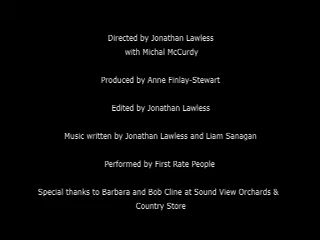 Directed by Jonathan Lawless
with Michal McCurdy
Produced by Anne Finlay-Stewart
Edited by Jonathan Lawless
Music written by Jonathan Lawless and Liam Sanagan
Performed by First Rate People
Special thanks to Barbara and Bob Cline at Sound View Orchards &
Country Store